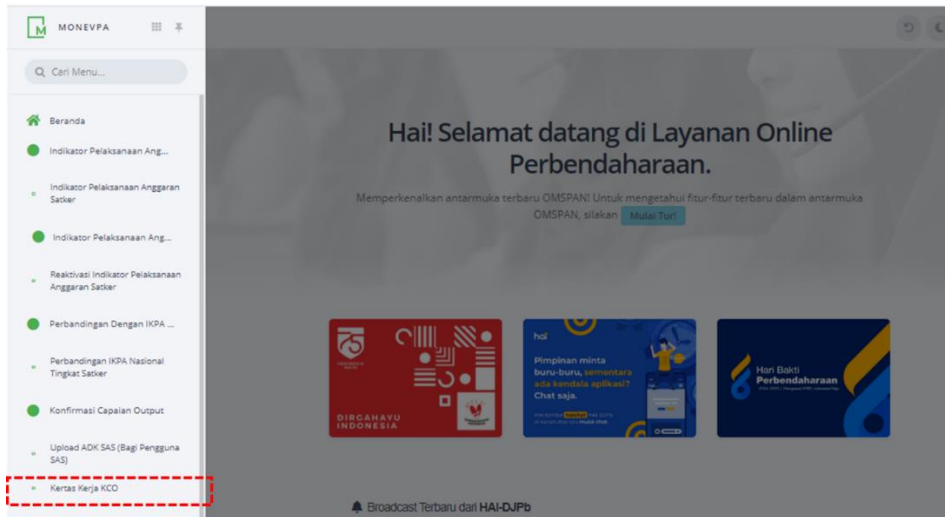 M MONEVPA
Cari Menu...
Beranda
Indikator Pelaksanaan Ang...
Indikator Pelaksanaan Anggaran
Satker
Indikator Pelaksanaan Ang...
Reaktivasi Indikator Pelaksanaan
Anggaran Satker
Perbandingan Dengan IKPA ...
Perbandingan IKPA Nasional
Tingkat Satker
Konfirmasi Capaian Output
Upload ADK SAS (Bagi Pengguna
SAS)
Kertas Kerja KCO
Hai! Selamat datang di Layanan Online
Perbendaharaan.
Memperkenalkan antarmuka terbaru OMSPAN! Untuk mengetahui fitur-fitur terbaru dalam antarmuka
OMSPAN, silakan Mulai Tur!
75
DIRGAHAYU
INDONESIA
hai
Pimpinan minta
buru-buru, sementara
ada kendala aplikasi?
Chat saja.
Hari Bakti
Perbendaharaan
Broadcast Terbaru dari HAI-DJPb